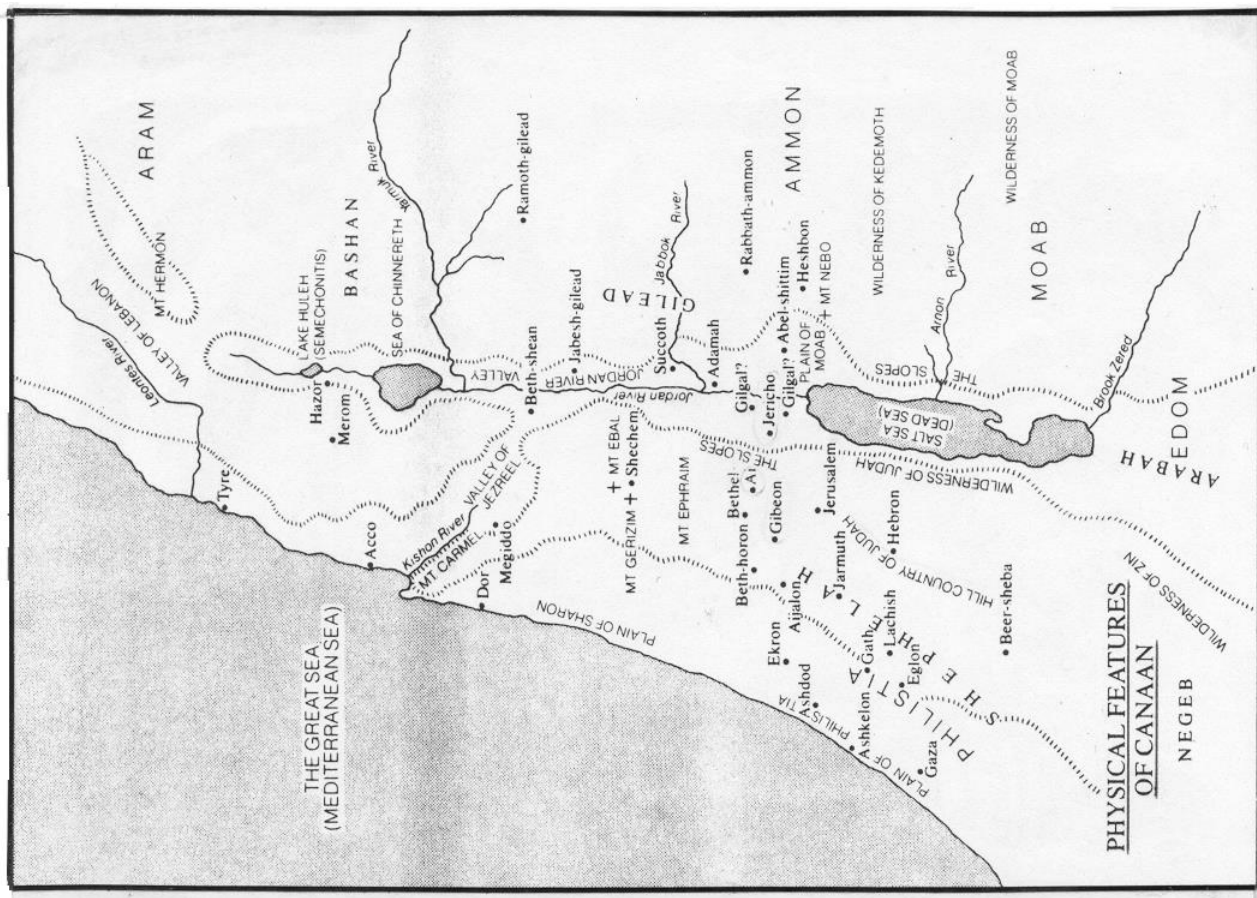 ARAM
MT HERMON
VALLEY OF LEBANON
Leontes River
Tyre
LAKE HULEH
(SEMECHONITIS)
Hazor
Merom
BASHAN
SEA OF CHINNERETH
Yarmuk River
Acco
THE GREAT SEA
(MEDITERRANEAN SEA)
Kishon River
MT CARMEL
VALLEY OF
JEZREEL
Megiddo
Dor
Ramoth-gilead
Beth-shean
Jabesh-gilead
JORDAN RIVER VALLEY
Jordan River
GILEAD
Jabbok River
Succoth
Adamah
MT EBAL
Shechem
MT GERIZIM
MT EPHRAIM
PLAIN OF SHARON
Rabbath-ammon
AMMON
Gilgal?
Jericho
Gilgal?
Abel-shittim
Heshbon
PLAIN OF
MOAB
MT NEBO
THE SLOPES
Bethel
Ai
Beth-horon
Gibeon
Aijalon
Jerusalem
Jarmuth
Ekron
Ashdod
Ashkelon
Gath
Lachish
Eglon
Hebron
Gaza
PLAIN OF PHILISTIA
PHILISTIA
SHEPHELAH
HILL COUNTRY OF JUDAH
WILDERNESS OF JUDAH
SALT SEA
(DEAD SEA)
THE
SLOPES
WILDERNESS OF KEDEMOTH
Arnon River
WILDERNESS OF MOAB
MOAB
Brook Zered
EDOM
ARABAH
WILDERNESS OF ZIN
Beer-sheba
NEGEB
PHYSICAL FEATURES
OF CANAAN